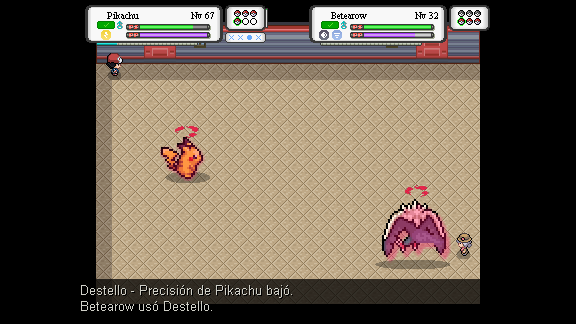 Pikachu Nv 67
Betearow Nv 32
Destello - Precisión de Pikachu bajó.
Betearow usó Destello.